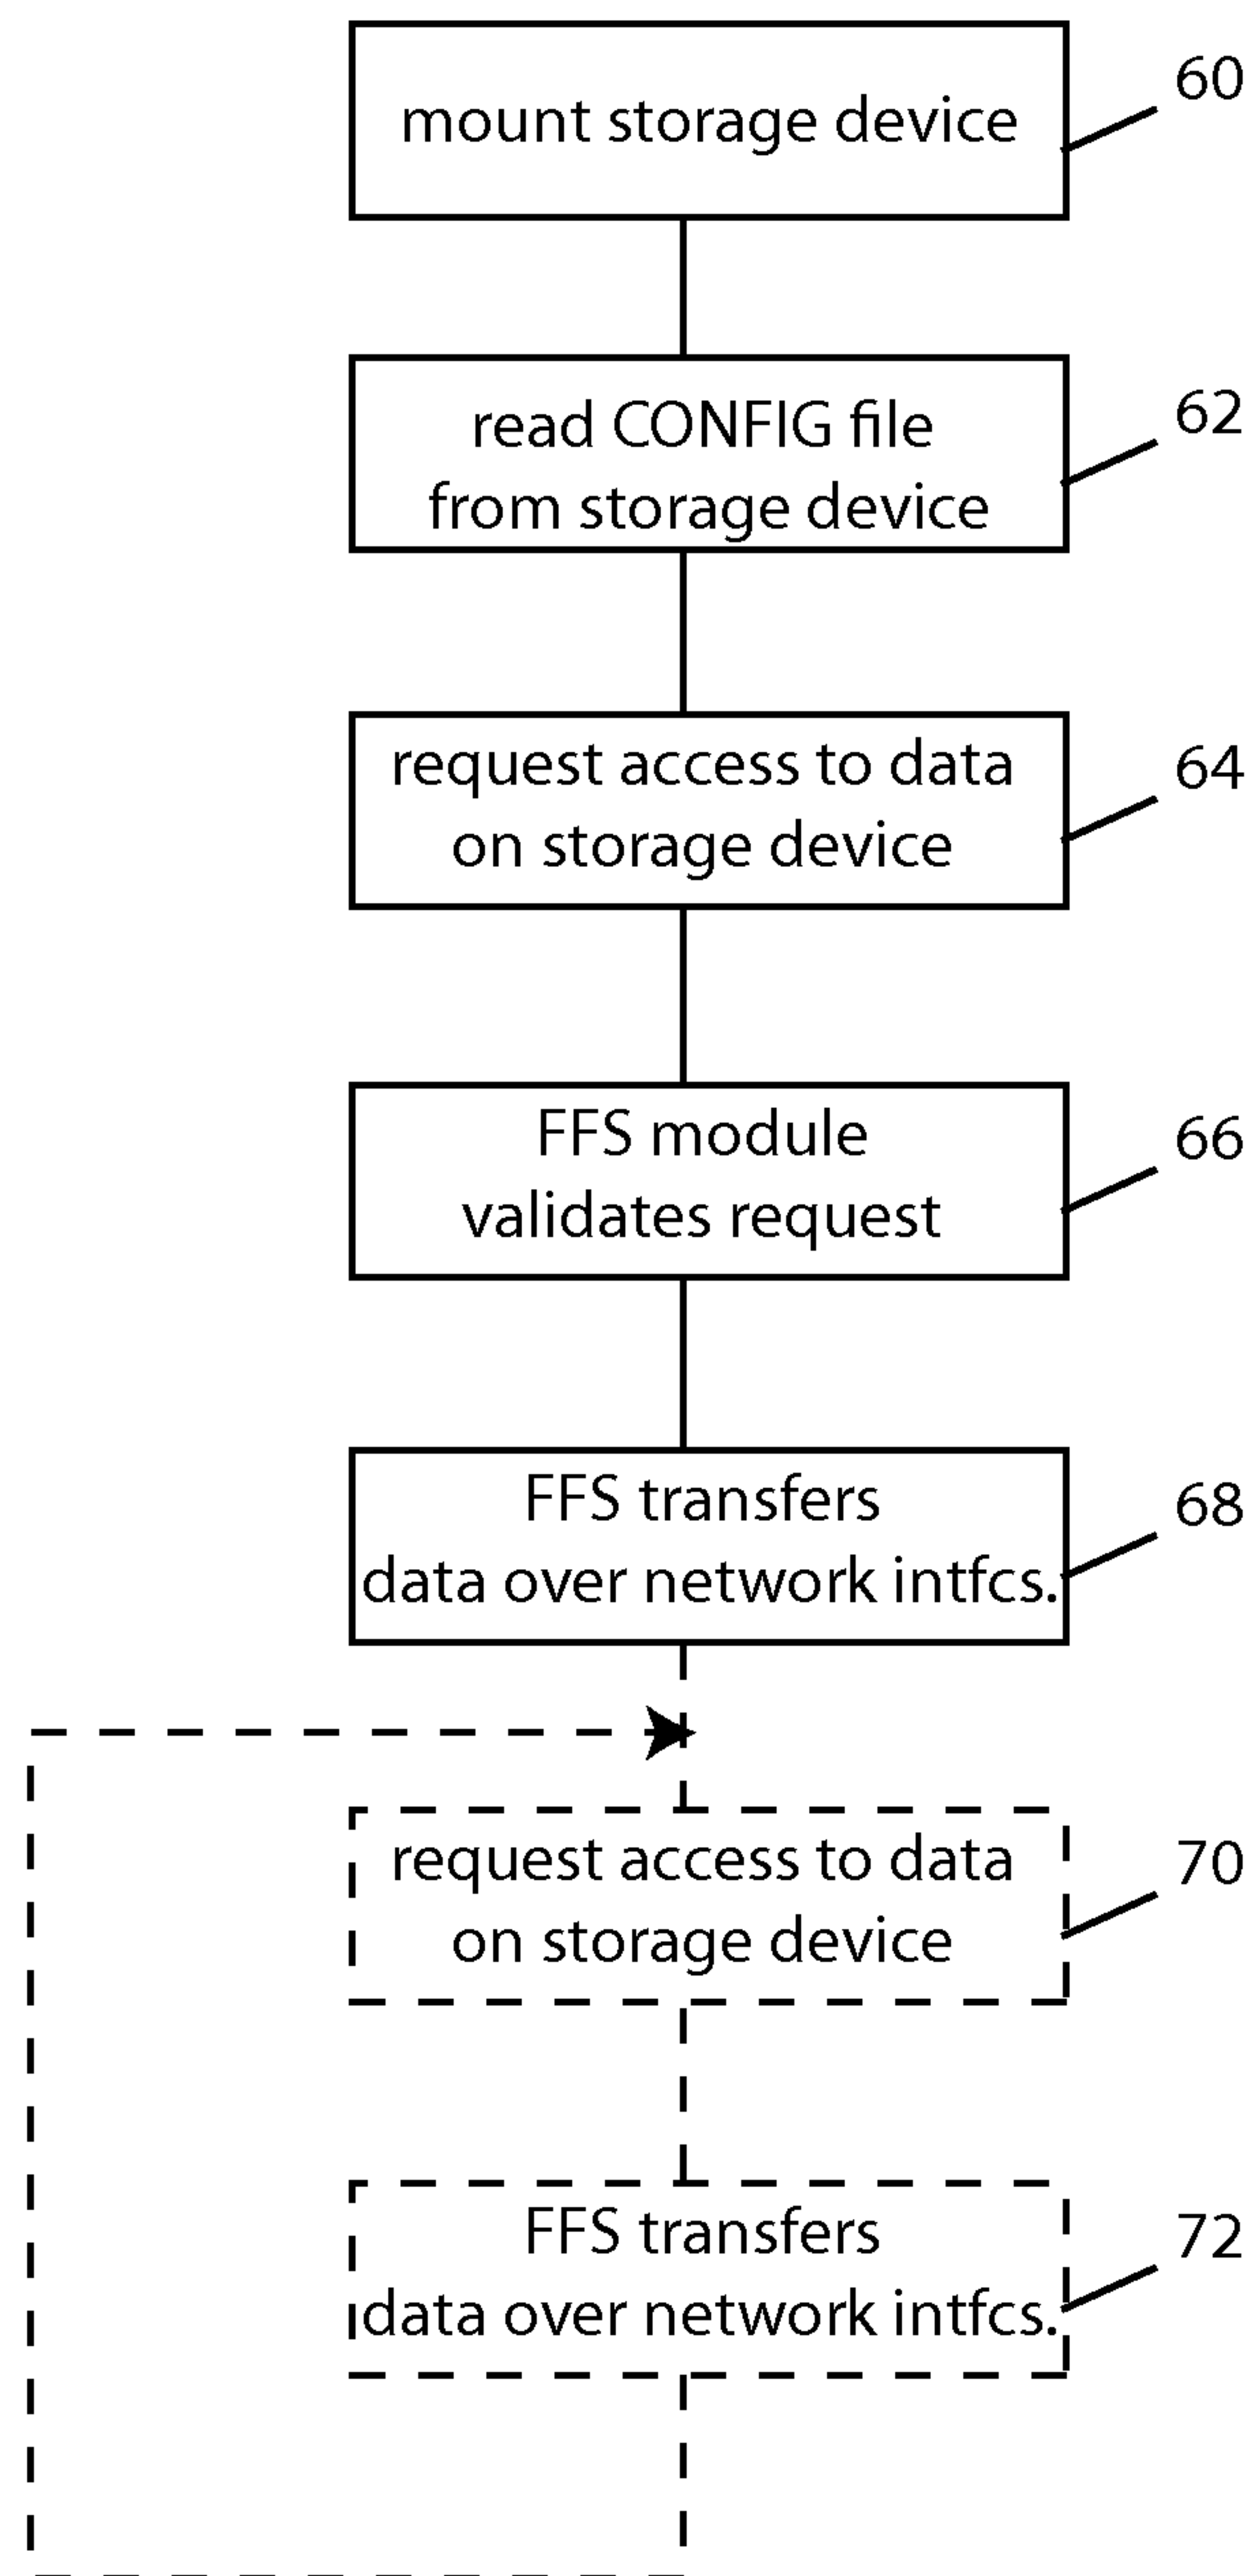 mount storage device
60
read CONFIG file
from storage device
62
request access to data
on storage device
64
FFS module
validates request
66
FFS transfers
data over network intfcs.
68
request access to data
on storage device
70
FFS transfers
data over network intfcs.
72